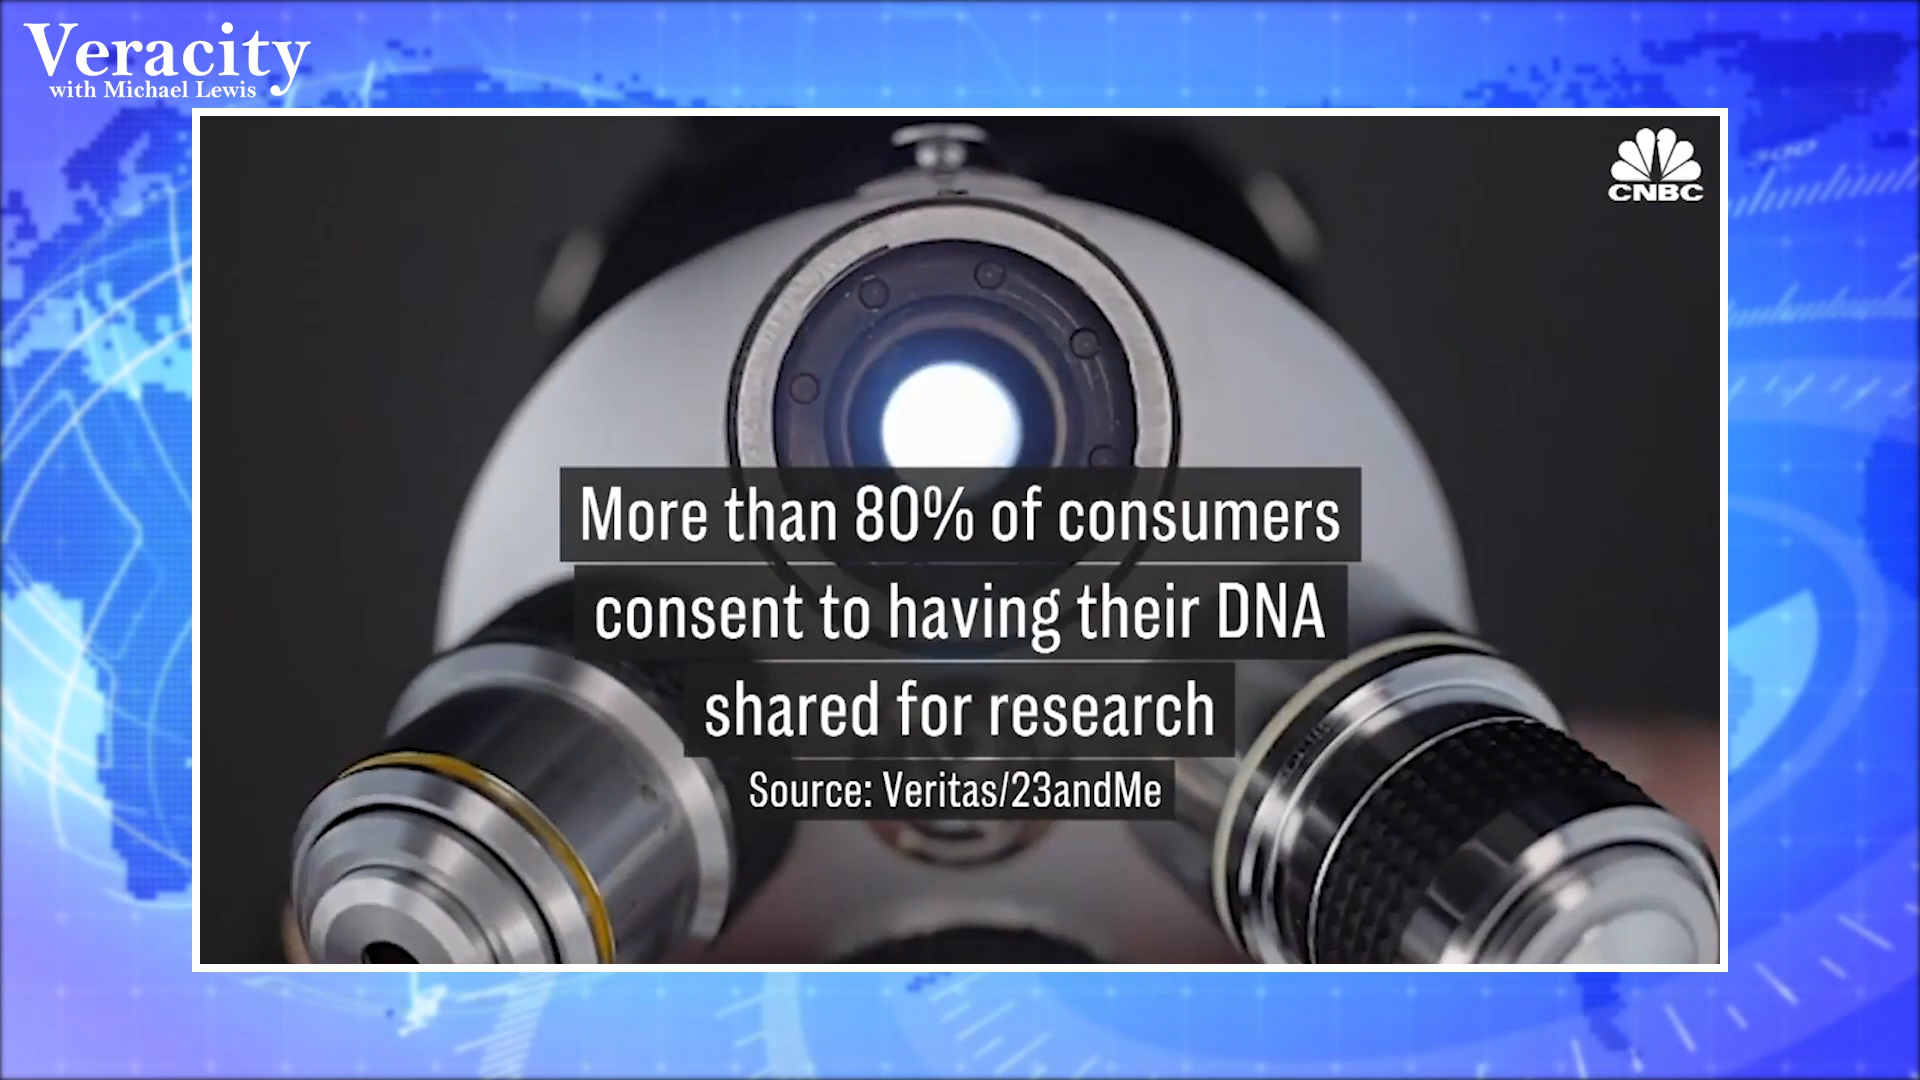 Veracity
with Michael Lewis
CNBC
More than 80% of consumers
consent to having their DNA
shared for research
Source: Veritas/23andMe